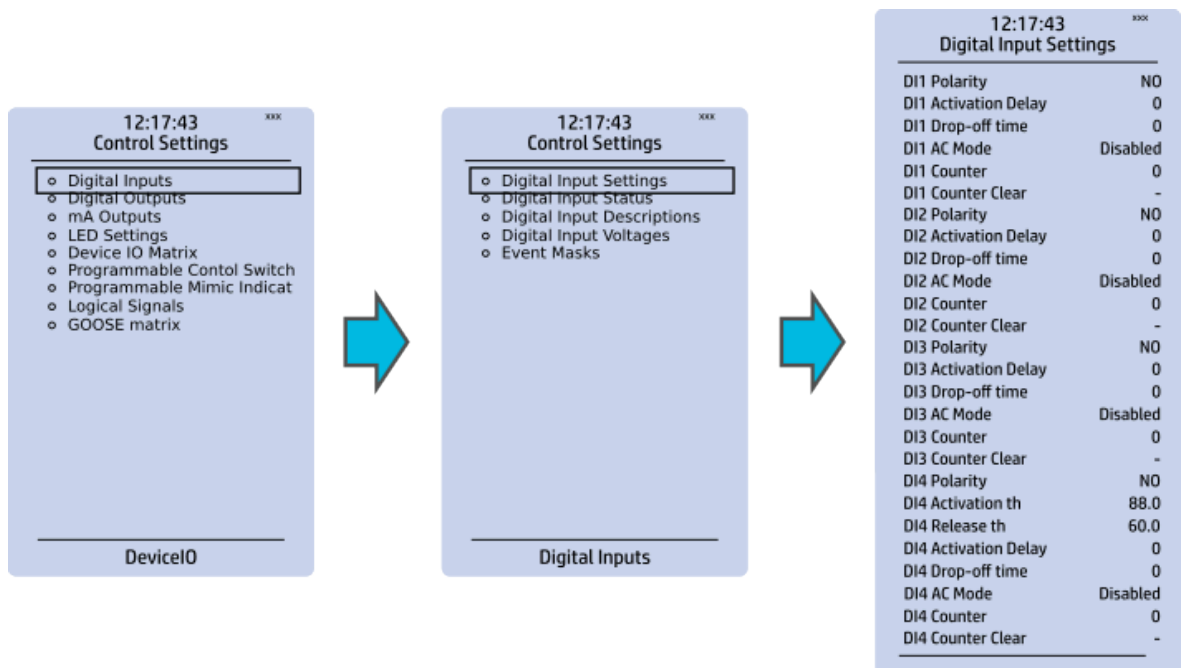 12:17:43 xxx
Control Settings
Digital Inputs
Digital Outputs
mA Outputs
LED Settings
Device IO Matrix
Programmable Contol Switch
Programmable Mimic Indicat
Logical Signals
GOOSE matrix
DeviceIO
12:17:43 xxx
Control Settings
Digital Input Settings
Digital Input Status
Digital Input Descriptions
Digital Input Voltages
Event Masks
Digital Inputs
12:17:43 xxx
Digital Input Settings
DI1 Polarity NO
DI1 Activation Delay 0
DI1 Drop-off time 0
DI1 AC Mode Disabled
DI1 Counter 0
DI1 Counter Clear -
DI2 Polarity NO
DI2 Activation Delay 0
DI2 Drop-off time 0
DI2 AC Mode Disabled
DI2 Counter 0
DI2 Counter Clear -
DI3 Polarity NO
DI3 Activation Delay 0
DI3 Drop-off time 0
DI3 AC Mode Disabled
DI3 Counter 0
DI3 Counter Clear -
DI4 Polarity NO
DI4 Activation th 88.0
DI4 Release th 60.0
DI4 Activation Delay 0
DI4 Drop-off time 0
DI4 AC Mode Disabled
DI4 Counter 0
DI4 Counter Clear -